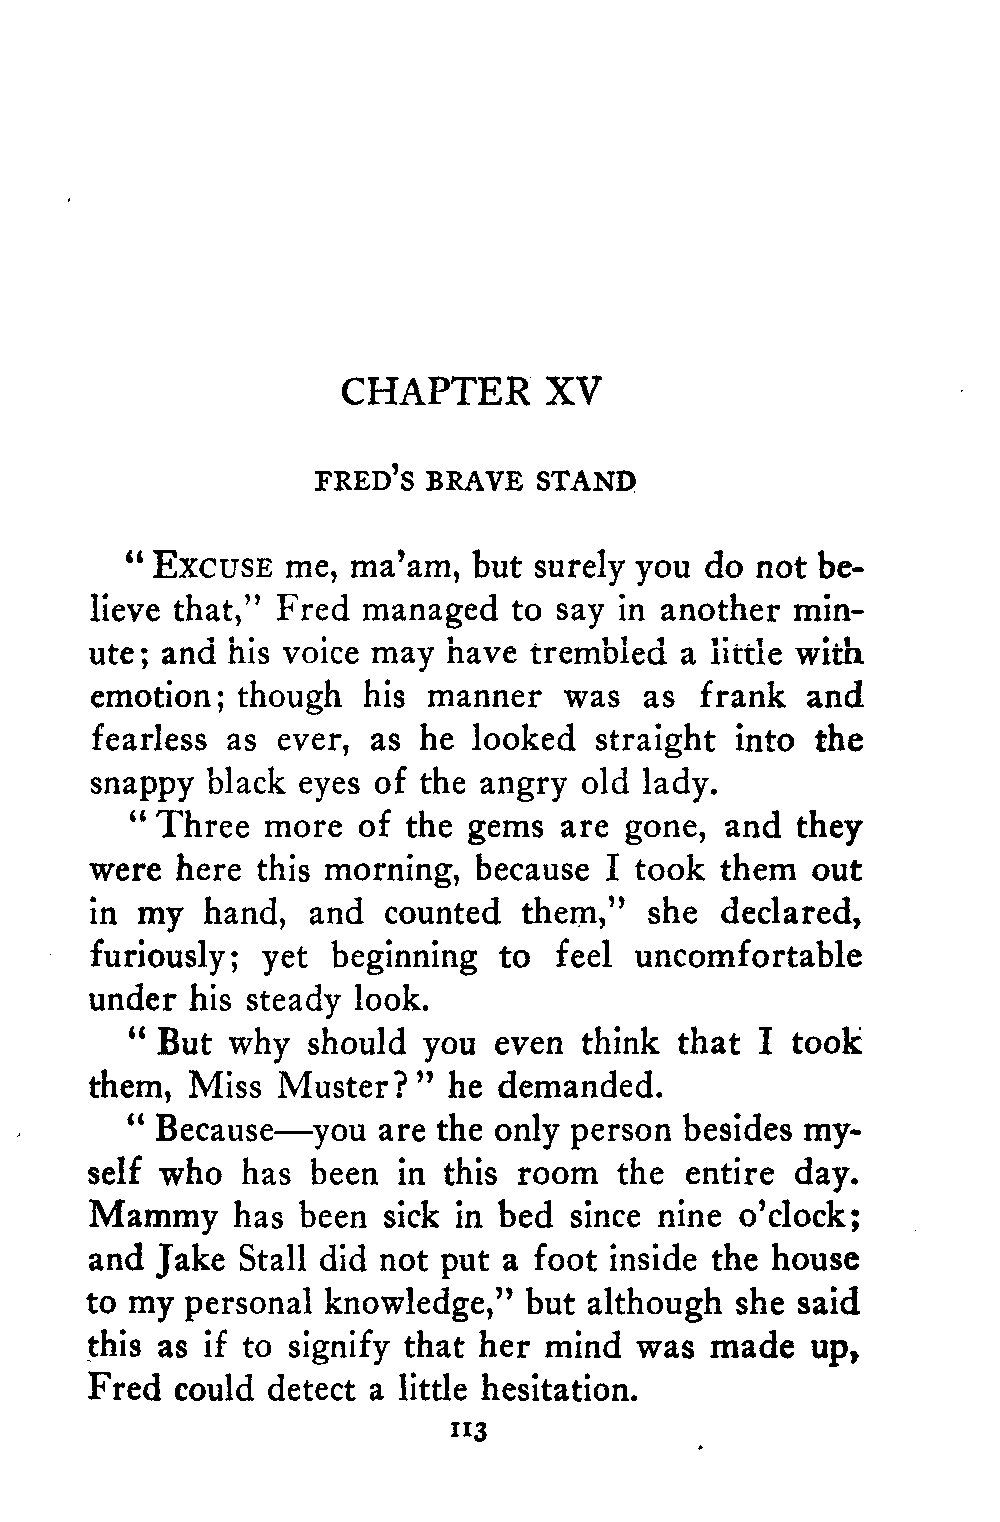 CHAPTER XV
FRED'S BRAVE STAND
" EXCUSE me, ma'am, but surely you do not be-
lieve that," Fred managed to say in another min-
ute; and his voice may have trembled a little with
emotion; though his manner was as frank and
fearless as ever, as he looked straight into the
snappy black eyes of the angry old lady.
" Three more of the gems are gone, and they
were here this morning, because I took them out
in my hand, and counted them," she declared,
furiously; yet beginning to feel uncomfortable
under his steady look.
" But why should you even think that I took
them, Miss Muster? " he demanded.
" Because—you are the only person besides my-
self who has been in this room the entire day.
Mammy has been sick in bed since nine o'clock;
and Jake Stall did not put a foot inside the house
to my personal knowledge," but although she said
this as if to signify that her mind was made up,
Fred could detect a little hesitation.
113